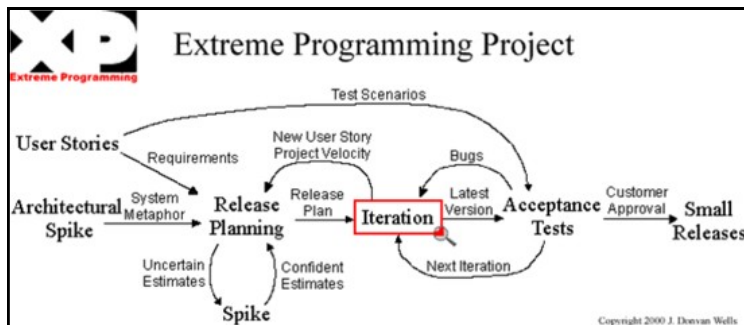 XP
Extreme Programming
Extreme Programming Project
Test Scenarios
User Stories
Requirements
New User Story
Project Velocity
Bugs
Architectural
Spike
System
Metaphor
Release
Planning
Release
Plan
Iteration
Latest
Version
Acceptance
Tests
Customer
Approval
Small
Releases
Uncertain
Estimates
Confident
Estimates
Next Iteration
Spike
Copyright 2000 J. Donvan Wells